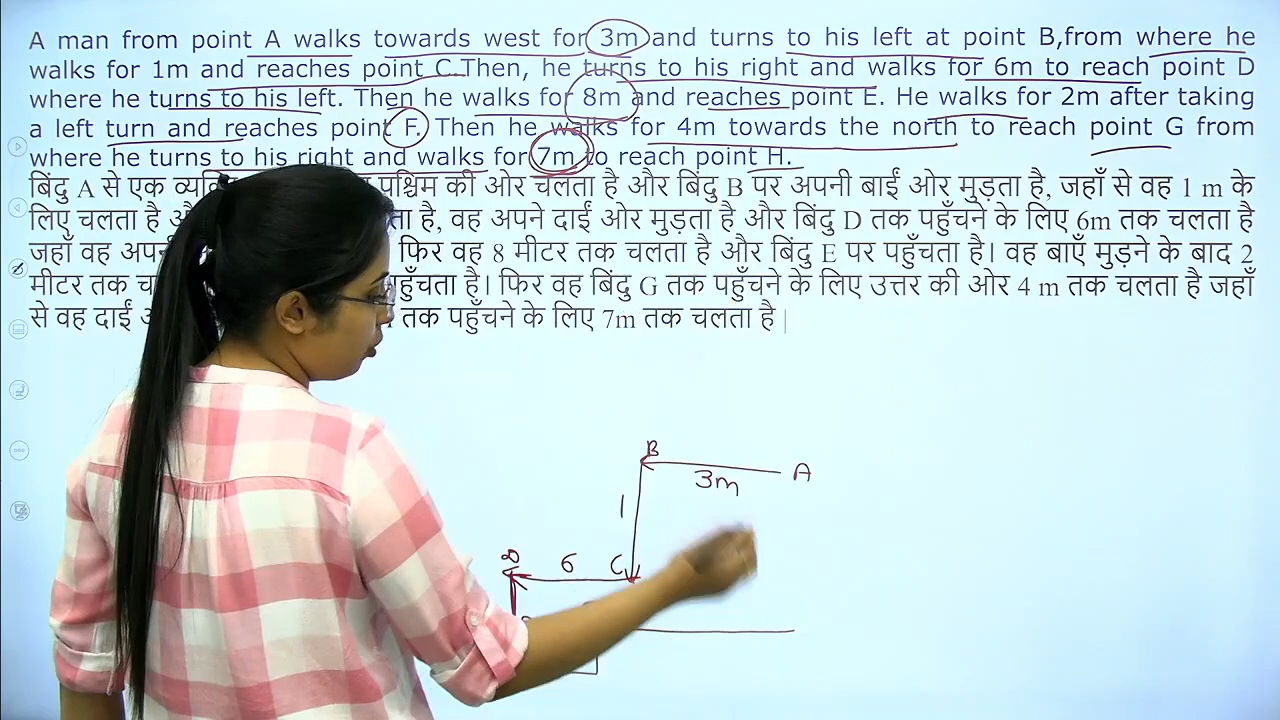 A man from point A walks towards west for 3m and turns to his left at point B,from where he
walks for 1m and reaches point C.Then, he turns to his right and walks for 6m to reach point D
where he turns to his left. Then he walks for 8m and reaches point E. He walks for 2m after taking
a left turn and reaches point F. Then he walks for 4m towards the north to reach point G from
where he turns to his right and walks for 7m to reach point H.
बिंदु A से एक पश्चिम की ओर चलता है और बिंदु B पर अपनी बाईं ओर मुड़ता है, जहाँ से वह 1 m के
लिए चलता है है, वह अपने दाईं ओर मुड़ता है और बिंदु D तक पहुँचने के लिए 6m तक चलता है
जहाँ वह फिर वह 8 मीटर तक चलता है और बिंदु E पर पहुँचता है। वह बाएँ मुड़ने के बाद 2
मीटर तक है। फिर वह बिंदु G तक पहुँचने के लिए उत्तर की ओर 4 m तक चलता है जहाँ
से वह दाईं तक पहुँचने के लिए 7m तक चलता है |
B
3m A
1
D 6 C